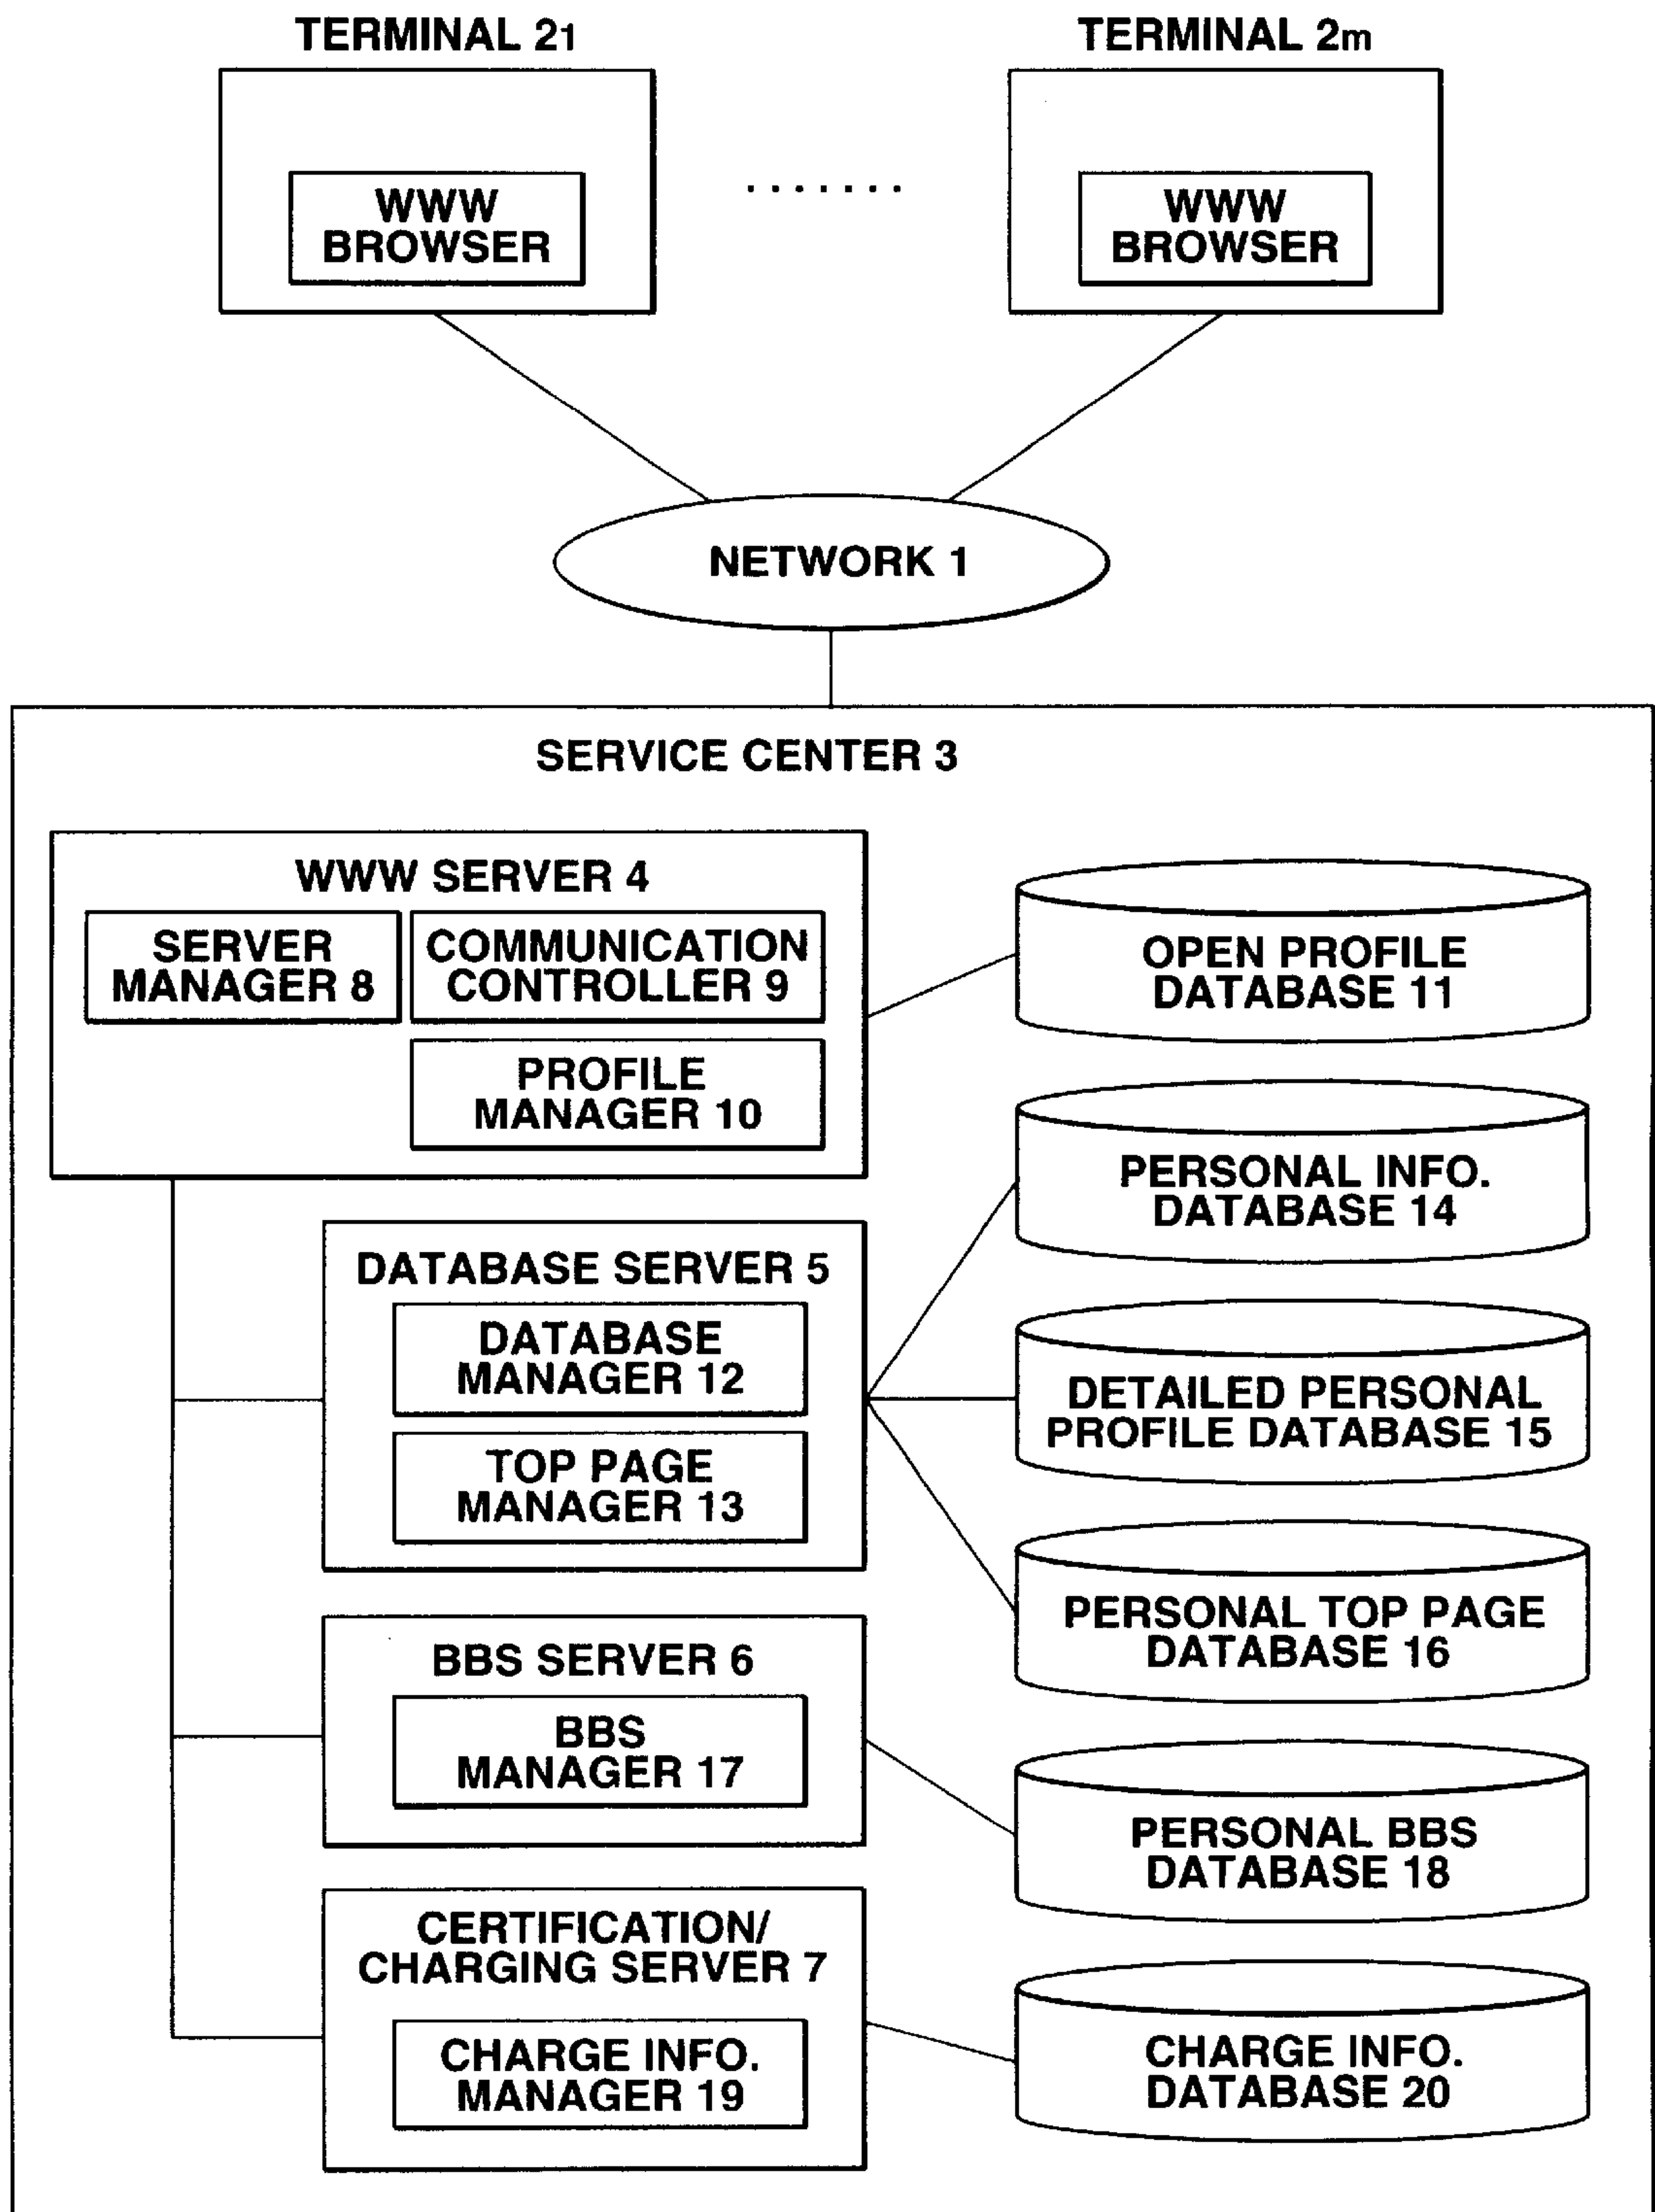 TERMINAL 21
TERMINAL 2m
WWW
BROWSER
.......
WWW
BROWSER
NETWORK 1
SERVICE CENTER 3
WWW SERVER 4
SERVER
MANAGER 8
COMMUNICATION
CONTROLLER 9
PROFILE
MANAGER 10
OPEN PROFILE
DATABASE 11
PERSONAL INFO.
DATABASE 14
DATABASE SERVER 5
DATABASE
MANAGER 12
TOP PAGE
MANAGER 13
DETAILED PERSONAL
PROFILE DATABASE 15
PERSONAL TOP PAGE
DATABASE 16
BBS SERVER 6
BBS
MANAGER 17
PERSONAL BBS
DATABASE 18
CERTIFICATION/
CHARGING SERVER 7
CHARGE INFO.
MANAGER 19
CHARGE INFO.
DATABASE 20